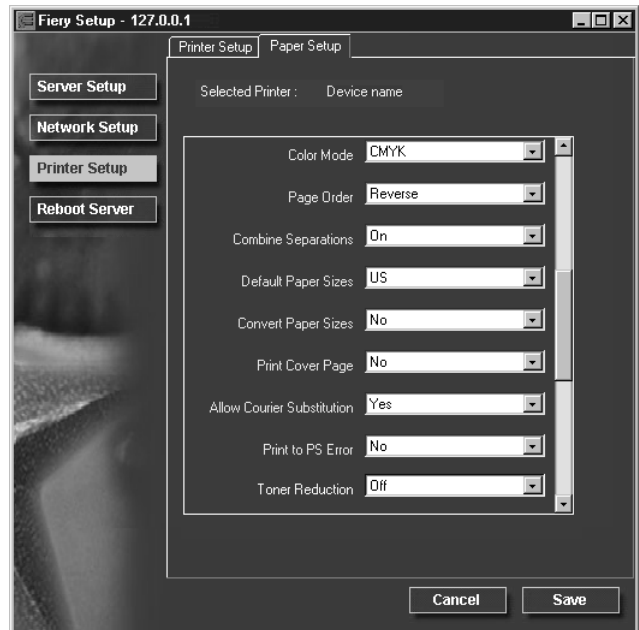 Fiery Setup - 127.0.0.1
Printer Setup Paper Setup
Server Setup
Network Setup
Printer Setup
Reboot Server
Selected Printer : Device name
Color Mode CMYK
Page Order Reverse
Combine Separations On
Default Paper Sizes US
Convert Paper Sizes No
Print Cover Page No
Allow Courier Substitution Yes
Print to PS Error No
Toner Reduction Off
Cancel Save